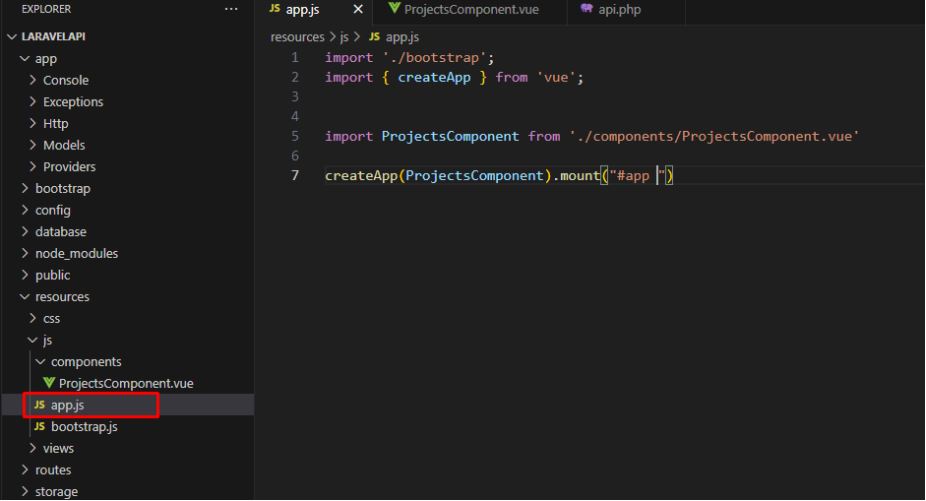 EXPLORER ...
LARAVELAPI
app
Console
Exceptions
Http
Models
Providers
bootstrap
config
database
node_modules
public
resources
css
js
components
ProjectsComponent.vue
JS app.js
JS bootstrap.js
views
routes
storage
JS app.js ProjectsComponent.vue api.php
resources > js > JS app.js
1 import './bootstrap';
2 import { createApp } from 'vue';
3
4
5 import ProjectsComponent from './components/ProjectsComponent.vue'
6
7 createApp(ProjectsComponent).mount("#app ")